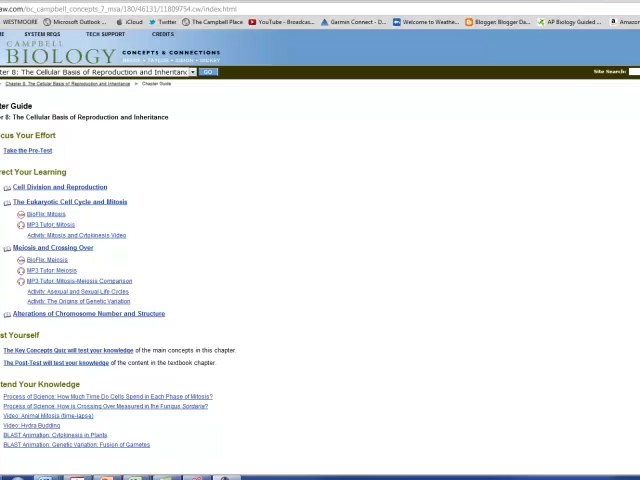 aw.com/bc_campbell_concepts_7_msa/180/46131/11809754.cw/index.html
WESTMOORE Microsoft Outlook ... iCloud Twitter The Campbell Place YouTube - Broadcas... Garmin Connect - D... Welcome to Weathe... Blogger: Blogger Da... AP Biology Guided ... Amazon
ME SYSTEM REQS TECH SUPPORT CREDITS
CAMPBELL
BIOLOGY CONCEPTS & CONNECTIONS
REECE • TAYLOR • SIMON • DICKEY
ter 8: The Cellular Basis of Reproduction and Inheritanc GO Site Search:
> Chapter 8: The Cellular Basis of Reproduction and Inheritance > Chapter Guide
ter Guide
r 8: The Cellular Basis of Reproduction and Inheritance
cus Your Effort
Take the Pre-Test.
rect Your Learning
Cell Division and Reproduction
The Eukaryotic Cell Cycle and Mitosis
BioFlix: Mitosis
MP3 Tutor: Mitosis
Activity: Mitosis and Cytokinesis Video
Meiosis and Crossing Over
BioFlix: Meiosis
MP3 Tutor: Meiosis
MP3 Tutor: Mitosis-Meiosis Comparison
Activity: Asexual and Sexual Life Cycles
Activity: The Origins of Genetic Variation
Alterations of Chromosome Number and Structure
st Yourself
The Key Concepts Quiz will test your knowledge of the main concepts in this chapter.
The Post-Test will test your knowledge of the content in the textbook chapter.
tend Your Knowledge
Process of Science: How Much Time Do Cells Spend in Each Phase of Mitosis?
Process of Science: How is Crossing Over Measured in the Fungus Sordaria?
Video: Animal Mitosis (time-lapse)
Video: Hydra Budding
BLAST Animation: Cytokinesis in Plants
BLAST Animation: Genetic Variation: Fusion of Gametes